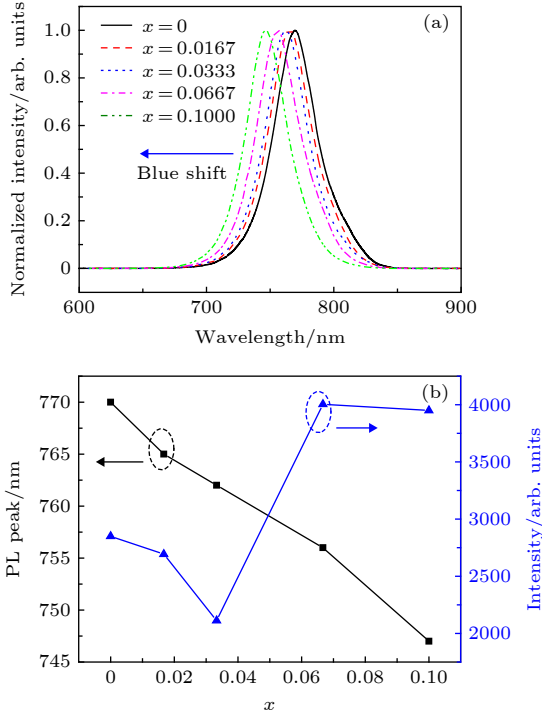 (a)
x = 0
x = 0.0167
x = 0.0333
x = 0.0667
x = 0.1000
Blue shift
1.0
0.8
0.6
0.4
0.2
0
Normalized intensity/arb. units
600
700
800
900
Wavelength/nm
(b)
770
765
760
755
750
745
PL peak/nm
4000
3500
3000
2500
2000
Intensity/arb. units
0
0.02
0.04
0.06
0.08
0.10
x